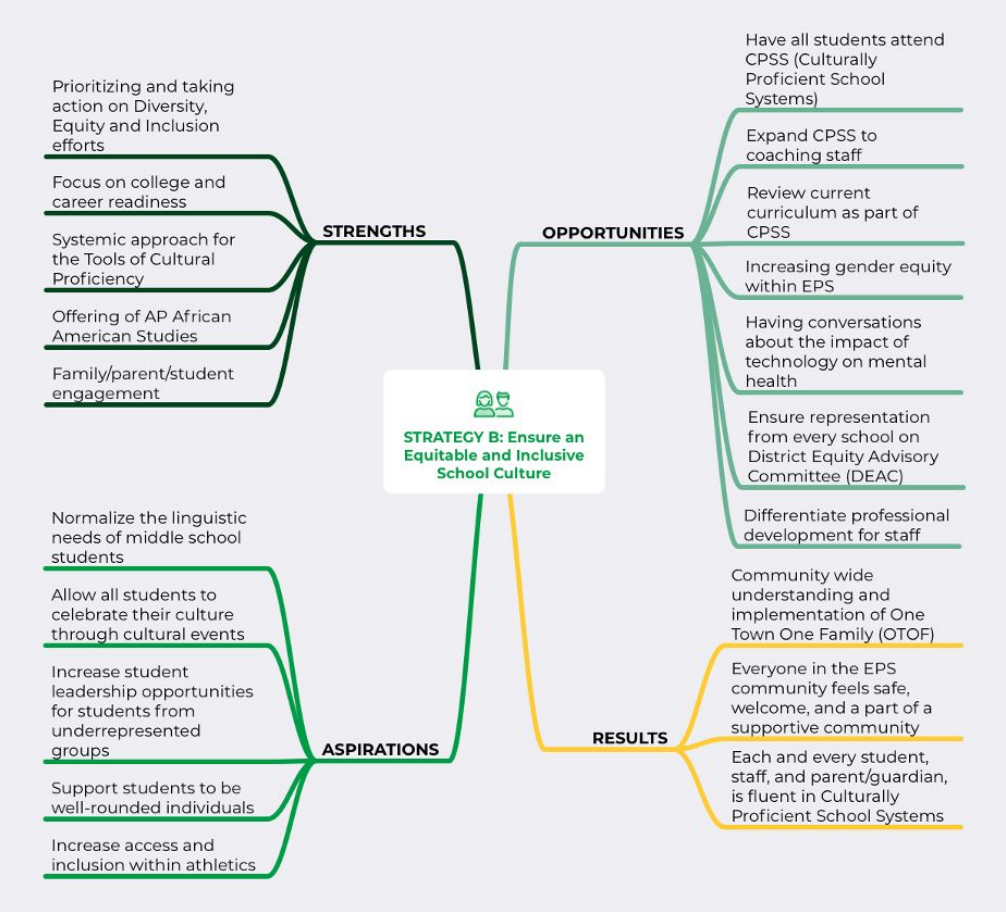 Prioritizing and taking
action on Diversity,
Equity and Inclusion
efforts
Focus on college and
career readiness
Systemic approach for
the Tools of Cultural
Proficiency
Offering of AP African
American Studies
Family/parent/student
engagement
STRENGTHS
OPPORTUNITIES
Have all students attend
CPSS (Culturally
Proficient School
Systems)
Expand CPSS to
coaching staff
Review current
curriculum as part of
CPSS
Increasing gender equity
within EPS
Having conversations
about the impact of
technology on mental
health
Ensure representation
from every school on
District Equity Advisory
Committee (DEAC)
Differentiate professional
development for staff
STRATEGY B: Ensure an
Equitable and Inclusive
School Culture
Normalize the linguistic
needs of middle school
students
Allow all students to
celebrate their culture
through cultural events
Increase student
leadership opportunities
for students from
underrepresented
groups
Support students to be
well-rounded individuals
Increase access and
inclusion within athletics
ASPIRATIONS
RESULTS
Community wide
understanding and
implementation of One
Town One Family (OTOF)
Everyone in the EPS
community feels safe,
welcome, and a part of a
supportive community
Each and every student,
staff, and parent/guardian,
is fluent in Culturally
Proficient School Systems